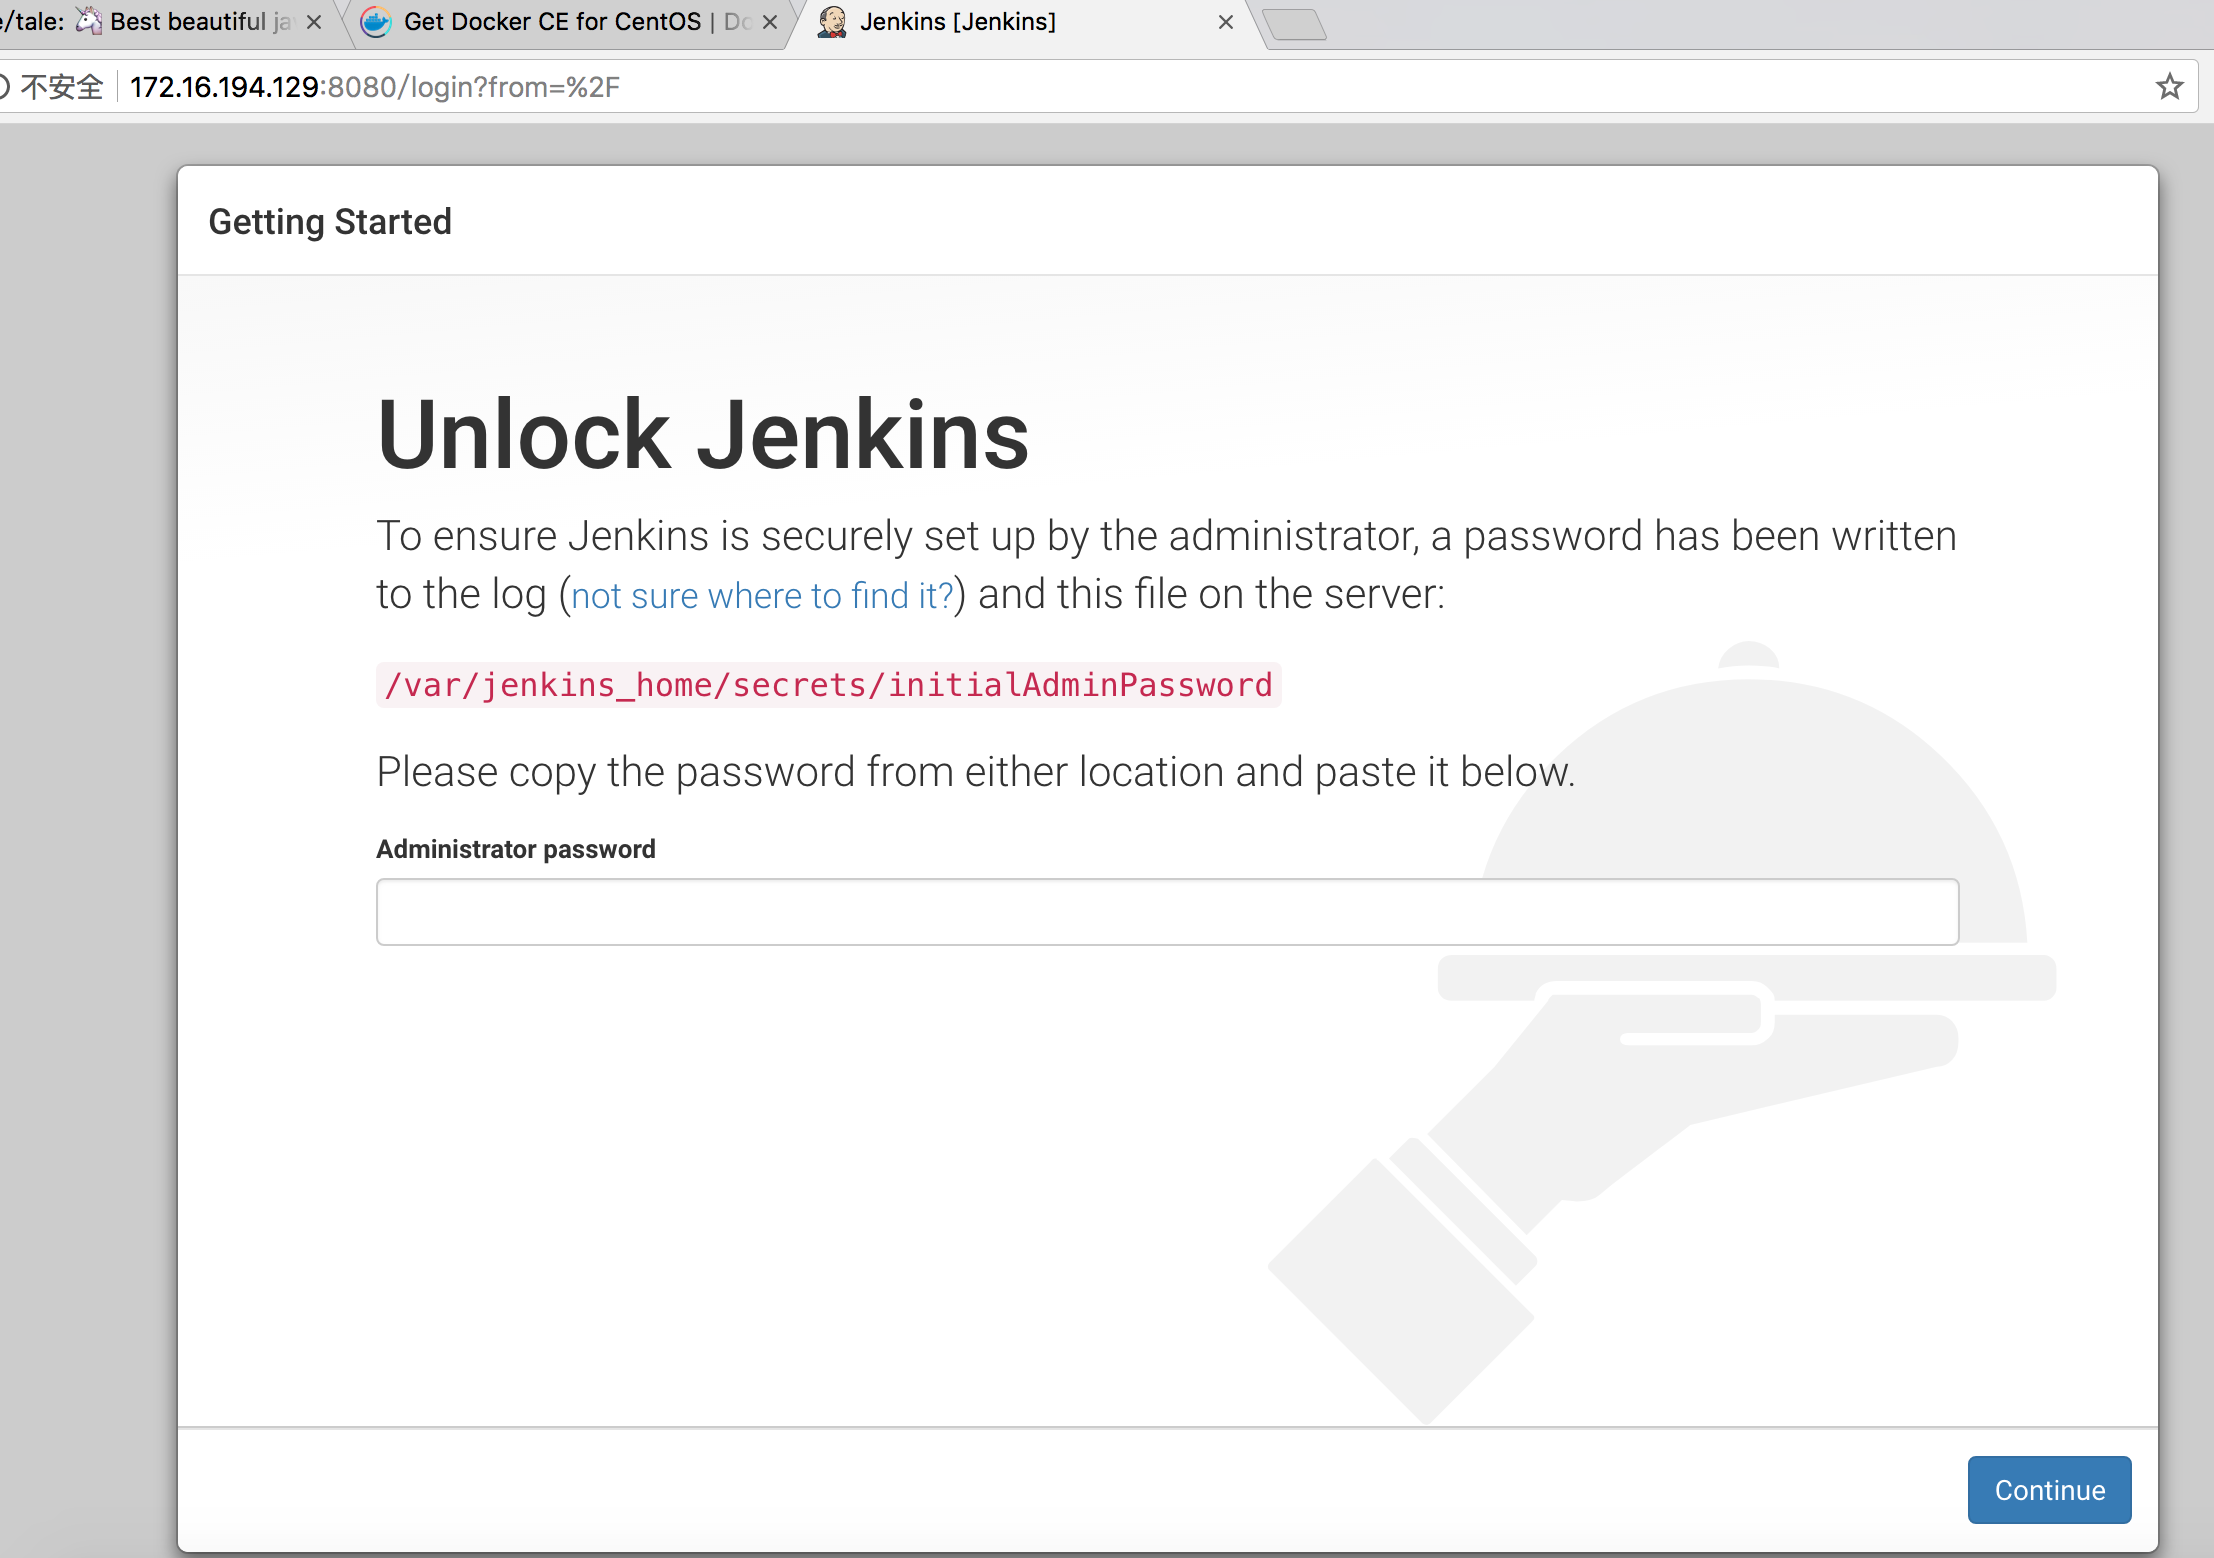 e/tale: Best beautiful ja
Get Docker CE for CentOS | Do
Jenkins [Jenkins]
不安全 172.16.194.129:8080/login?from=%2F
Getting Started
Unlock Jenkins
To ensure Jenkins is securely set up by the administrator, a password has been written
to the log (not sure where to find it?) and this file on the server:
/var/jenkins_home/secrets/initialAdminPassword
Please copy the password from either location and paste it below.
Administrator password
Continue